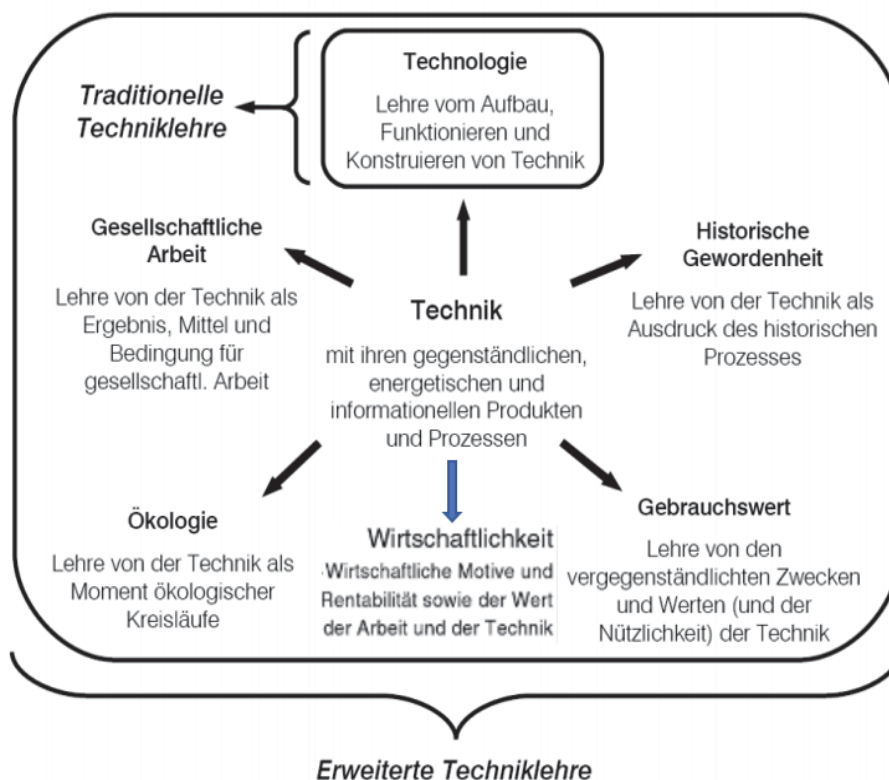 Technologie
Lehre vom Aufbau,
Funktionieren und
Konstruieren von Technik
Traditionelle
Techniklehre
Gesellschaftliche
Arbeit
Lehre von der Technik als
Ergebnis, Mittel und
Bedingung für
gesellschaftl. Arbeit
Historische
Gewordenheit
Lehre von der Technik als
Ausdruck des historischen
Prozesses
Technik
mit ihren gegenständlichen,
energetischen und
informationellen Produkten
und Prozessen
Ökologie
Lehre von der Technik als
Moment ökologischer
Kreisläufe
Wirtschaftlichkeit
Wirtschaftliche Motive und
Rentabilität sowie der Wert
der Arbeit und der Technik
Gebrauchswert
Lehre von den
vergegenständlichten Zwecken
und Werten (und der
Nützlichkeit) der Technik
Erweiterte Techniklehre